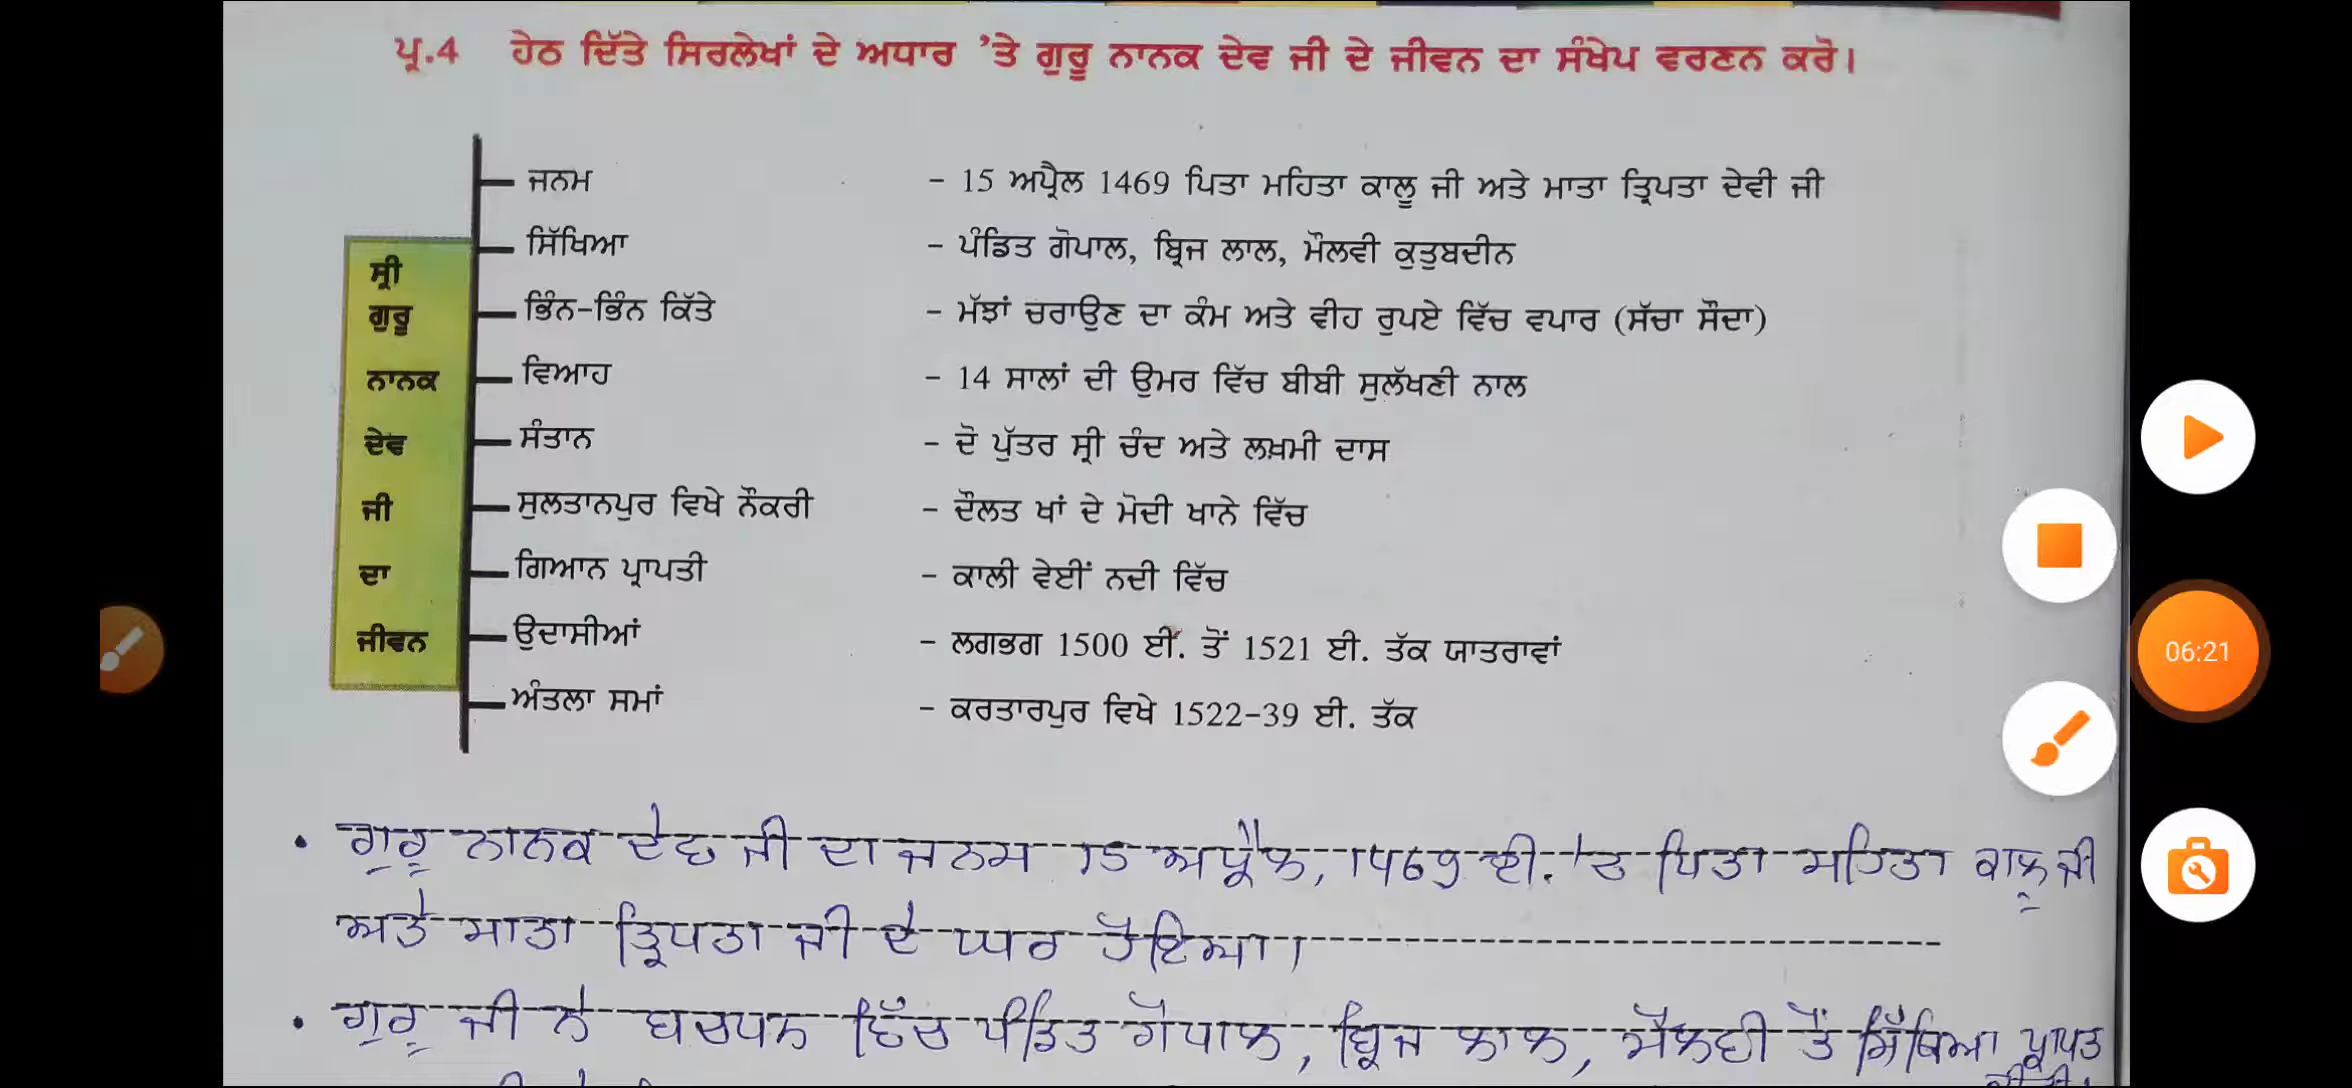 ਪ੍ਰ.4 ਹੇਠ ਦਿੱਤੇ ਸਿਰਲੇਖਾਂ ਦੇ ਅਧਾਰ ’ਤੇ ਗੁਰੂ ਨਾਨਕ ਦੇਵ ਜੀ ਦੇ ਜੀਵਨ ਦਾ ਸੰਖੇਪ ਵਰਣਨ ਕਰੋ।
ਜਨਮ - 15 ਅਪ੍ਰੈਲ 1469 ਪਿਤਾ ਮਹਿਤਾ ਕਾਲੂ ਜੀ ਅਤੇ ਮਾਤਾ ਤ੍ਰਿਪਤਾ ਦੇਵੀ ਜੀ
ਸਿੱਖਿਆ - ਪੰਡਿਤ ਗੋਪਾਲ, ਬ੍ਰਿਜ ਲਾਲ, ਮੌਲਵੀ ਕੁਤੁਬਦੀਨ
ਸ੍ਰੀ
ਗੁਰੂ ਭਿੰਨ-ਭਿੰਨ ਕਿੱਤੇ - ਮੱਝਾਂ ਚਰਾਉਣ ਦਾ ਕੰਮ ਅਤੇ ਵੀਹ ਰੁਪਏ ਵਿੱਚ ਵਪਾਰ (ਸੱਚਾ ਸੌਦਾ)
ਨਾਨਕ ਵਿਆਹ - 14 ਸਾਲਾਂ ਦੀ ਉਮਰ ਵਿੱਚ ਬੀਬੀ ਸੁਲੱਖਣੀ ਨਾਲ
ਦੇਵ ਸੰਤਾਨ - ਦੋ ਪੁੱਤਰ ਸ੍ਰੀ ਚੰਦ ਅਤੇ ਲਖ਼ਮੀ ਦਾਸ
ਜੀ ਸੁਲਤਾਨਪੁਰ ਵਿਖੇ ਨੌਕਰੀ - ਦੌਲਤ ਖਾਂ ਦੇ ਮੋਦੀ ਖਾਨੇ ਵਿੱਚ
ਦਾ ਗਿਆਨ ਪ੍ਰਾਪਤੀ - ਕਾਲੀ ਵੇਈਂ ਨਦੀ ਵਿੱਚ
ਜੀਵਨ ਉਦਾਸੀਆਂ - ਲਗਭਗ 1500 ਈ. ਤੋਂ 1521 ਈ. ਤੱਕ ਯਾਤਰਾਵਾਂ
ਅੰਤਲਾ ਸਮਾਂ - ਕਰਤਾਰਪੁਰ ਵਿਖੇ 1522-39 ਈ. ਤੱਕ
• ਗੁਰੂ ਨਾਨਕ ਦੇਵ ਜੀ ਦਾ ਜਨਮ 15 ਅਪ੍ਰੈਲ, 1469 ਈ. 'ਚ ਪਿਤਾ ਮਹਿਤਾ ਕਾਲੂ ਜੀ
ਅਤੇ ਮਾਤਾ ਤ੍ਰਿਪਤਾ ਜੀ ਦੇ ਘਰ ਹੋਇਆ।
• ਗੁਰੂ ਜੀ ਨੇ ਬਚਪਨ ਵਿੱਚ ਪੰਡਿਤ ਗੋਪਾਲ, ਬ੍ਰਿਜ ਲਾਲ, ਮੌਲਵੀ ਤੋਂ ਸਿੱਖਿਆ ਪ੍ਰਾਪਤ
06:21